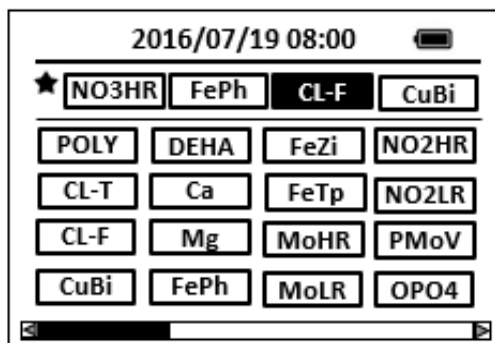 2016/07/19 08:00
NO3HR FePh CL-F CuBi
POLY DEHA FeZi NO2HR
CL-T Ca FeTp NO2LR
CL-F Mg MoHR PMoV
CuBi FePh MoLR OPO4